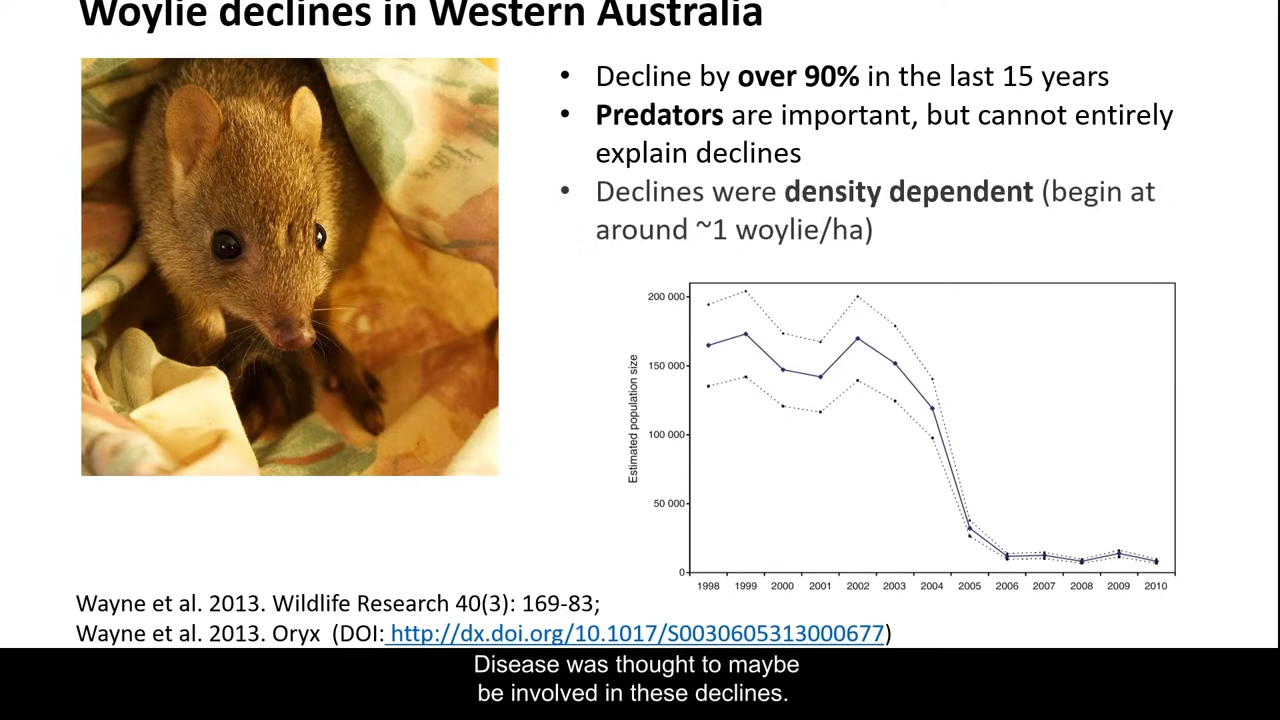 Woylie declines in Western Australia
• Decline by over 90% in the last 15 years
• Predators are important, but cannot entirely
explain declines
• Declines were density dependent (begin at
around ~1 woylie/ha)
200 000
150 000
100 000
50 000
0
Estimated population size
1998 1999 2000 2001 2002 2003 2004 2005 2006 2007 2008 2009 2010
Wayne et al. 2013. Wildlife Research 40(3): 169-83;
Wayne et al. 2013. Oryx (DOI: http://dx.doi.org/10.1017/S0030605313000677)
Disease was thought to maybe
be involved in these declines.